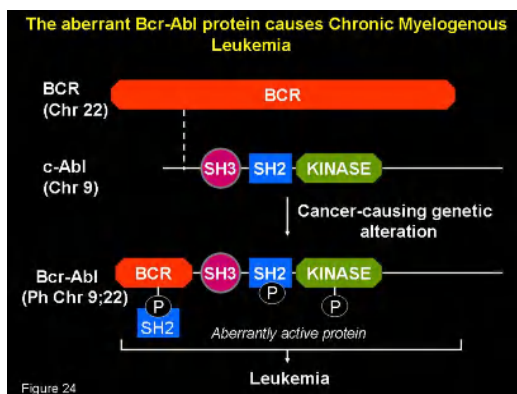 The aberrant Bcr-Abl protein causes Chronic Myelogenous
Leukemia
BCR
(Chr 22)
BCR
c-Abl
(Chr 9)
SH3
SH2
KINASE
Cancer-causing genetic
alteration
Bcr-Abl
(Ph Chr 9;22)
BCR
SH3
SH2
KINASE
P
P
P
SH2
Aberrantly active protein
Leukemia
Figure 24